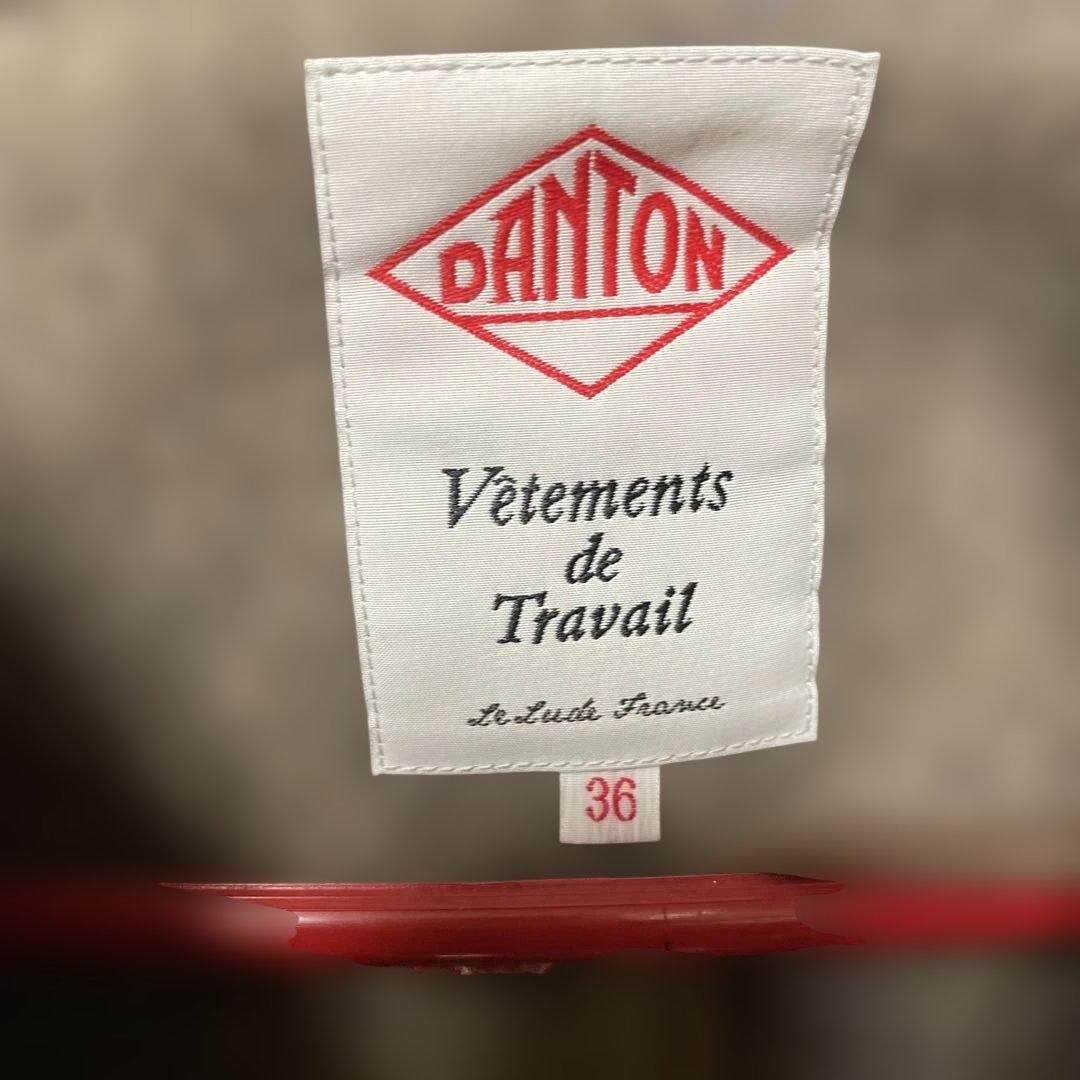 DANTON
Vêtements
de
Travail
Le Lude France
36